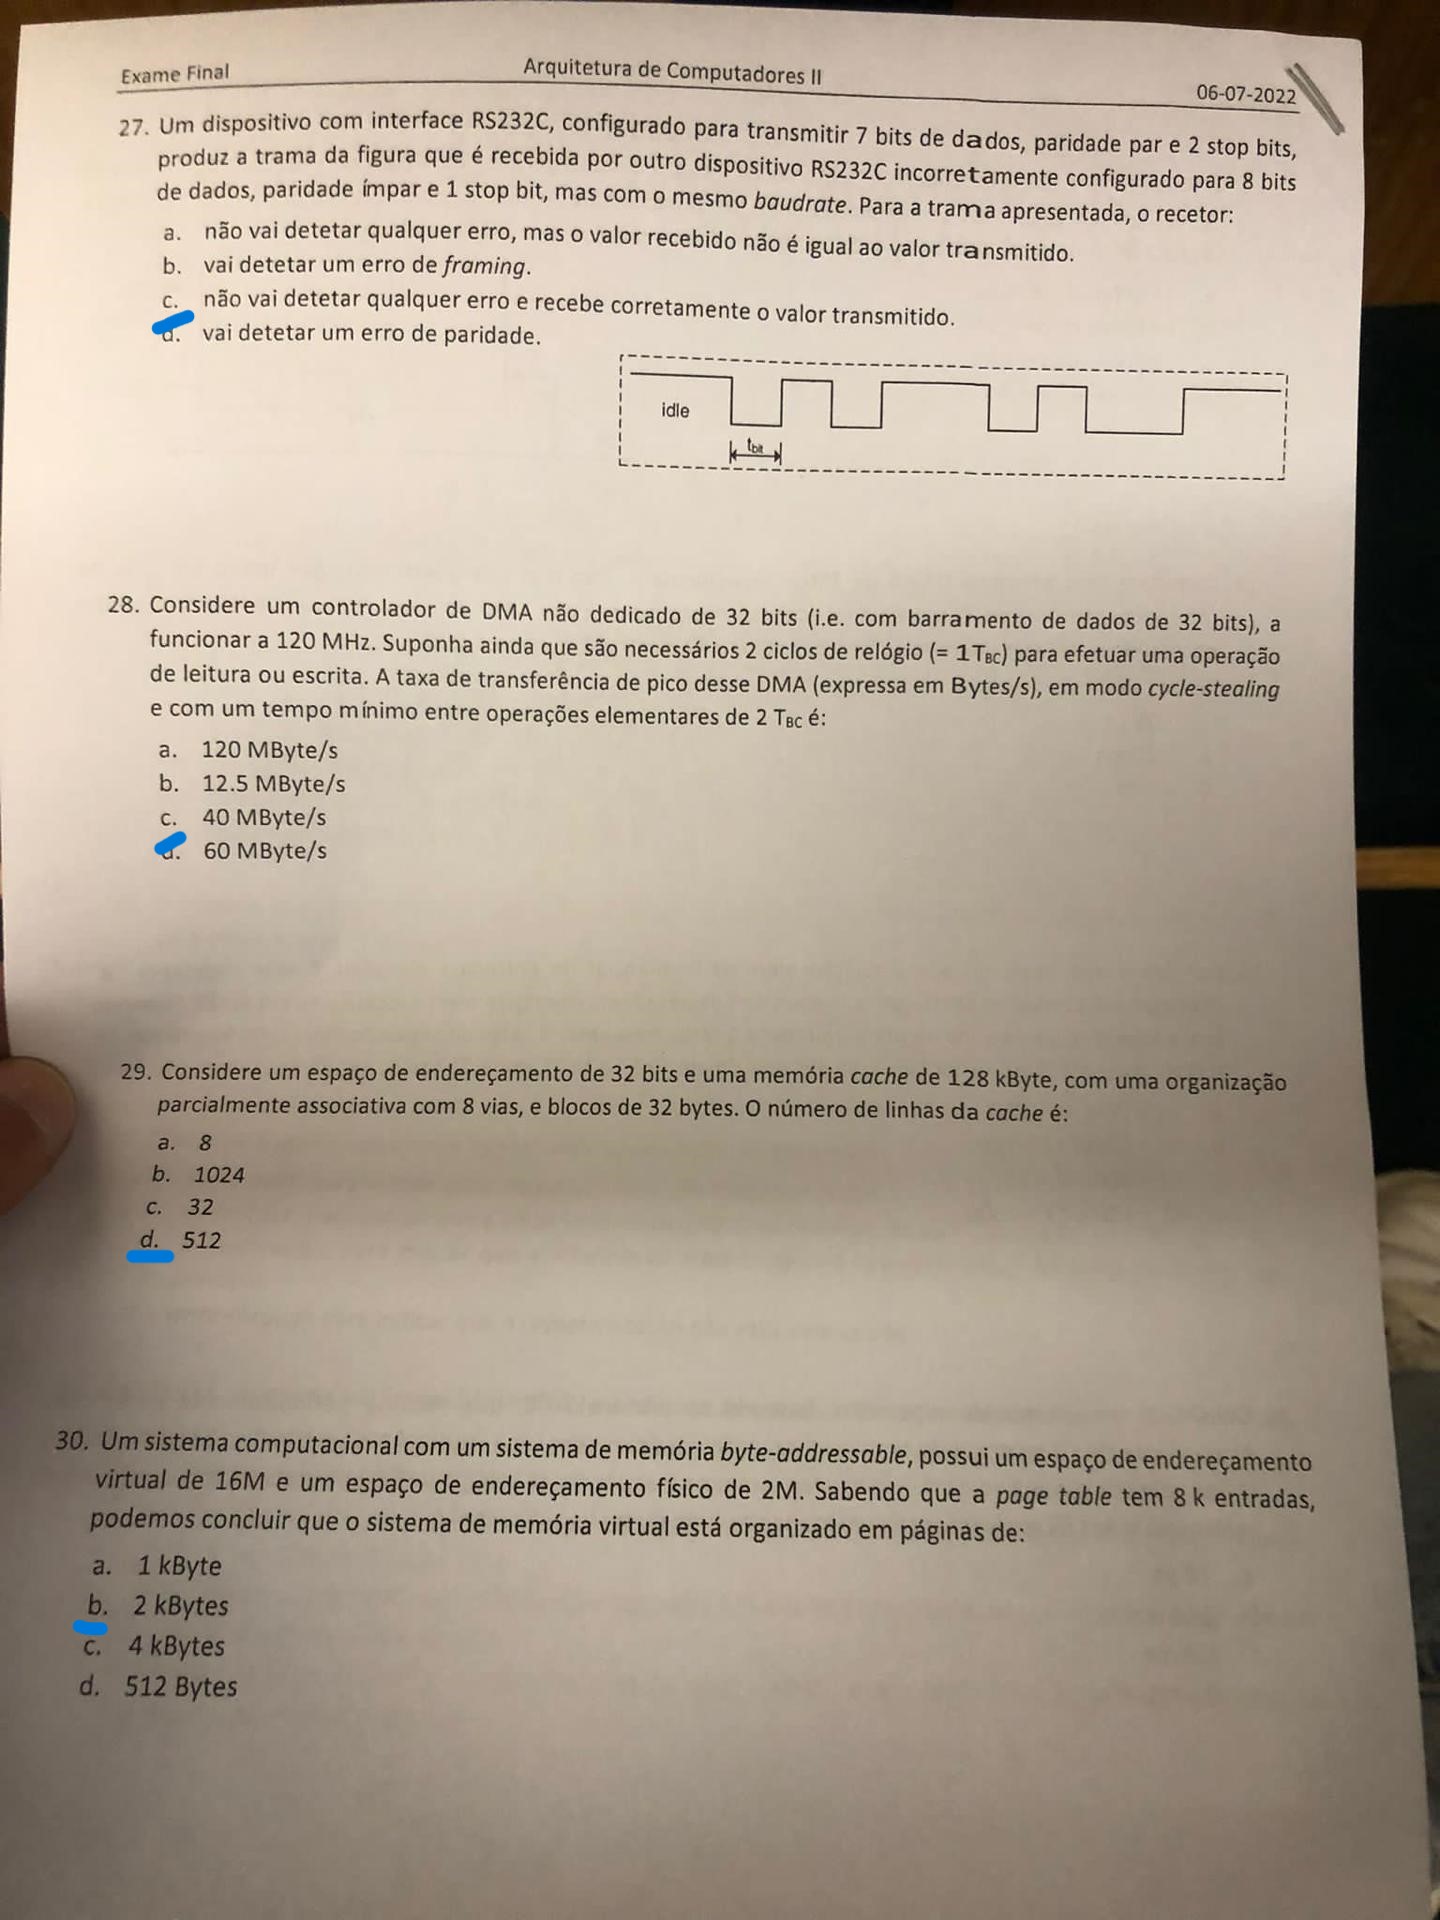 Exame Final
Arquitetura de Computadores II
06-07-2022
27. Um dispositivo com interface RS232C, configurado para transmitir 7 bits de dados, paridade par e 2 stop bits,
produz a trama da figura que é recebida por outro dispositivo RS232C incorretamente configurado para 8 bits
de dados, paridade ímpar e 1 stop bit, mas com o mesmo baudrate. Para a trama apresentada, o recetor:
a. não vai detetar qualquer erro, mas o valor recebido não é igual ao valor transmitido.
b. vai detetar um erro de framing.
c. não vai detetar qualquer erro e recebe corretamente o valor transmitido.
d. vai detetar um erro de paridade.
idle
tbit
28. Considere um controlador de DMA não dedicado de 32 bits (i.e. com barramento de dados de 32 bits), a
funcionar a 120 MHz. Suponha ainda que são necessários 2 ciclos de relógio (= 1TBC) para efetuar uma operação
de leitura ou escrita. A taxa de transferência de pico desse DMA (expressa em Bytes/s), em modo cycle-stealing
e com um tempo mínimo entre operações elementares de 2 TBC é:
a. 120 MByte/s
b. 12.5 MByte/s
c. 40 MByte/s
d. 60 MByte/s
29. Considere um espaço de endereçamento de 32 bits e uma memória cache de 128 kByte, com uma organização
parcialmente associativa com 8 vias, e blocos de 32 bytes. O número de linhas da cache é:
a. 8
b. 1024
c. 32
d. 512
30. Um sistema computacional com um sistema de memória byte-addressable, possui um espaço de endereçamento
virtual de 16M e um espaço de endereçamento físico de 2M. Sabendo que a page table tem 8 k entradas,
podemos concluir que o sistema de memória virtual está organizado em páginas de:
a. 1 kByte
b. 2 kBytes
c. 4 kBytes
d. 512 Bytes